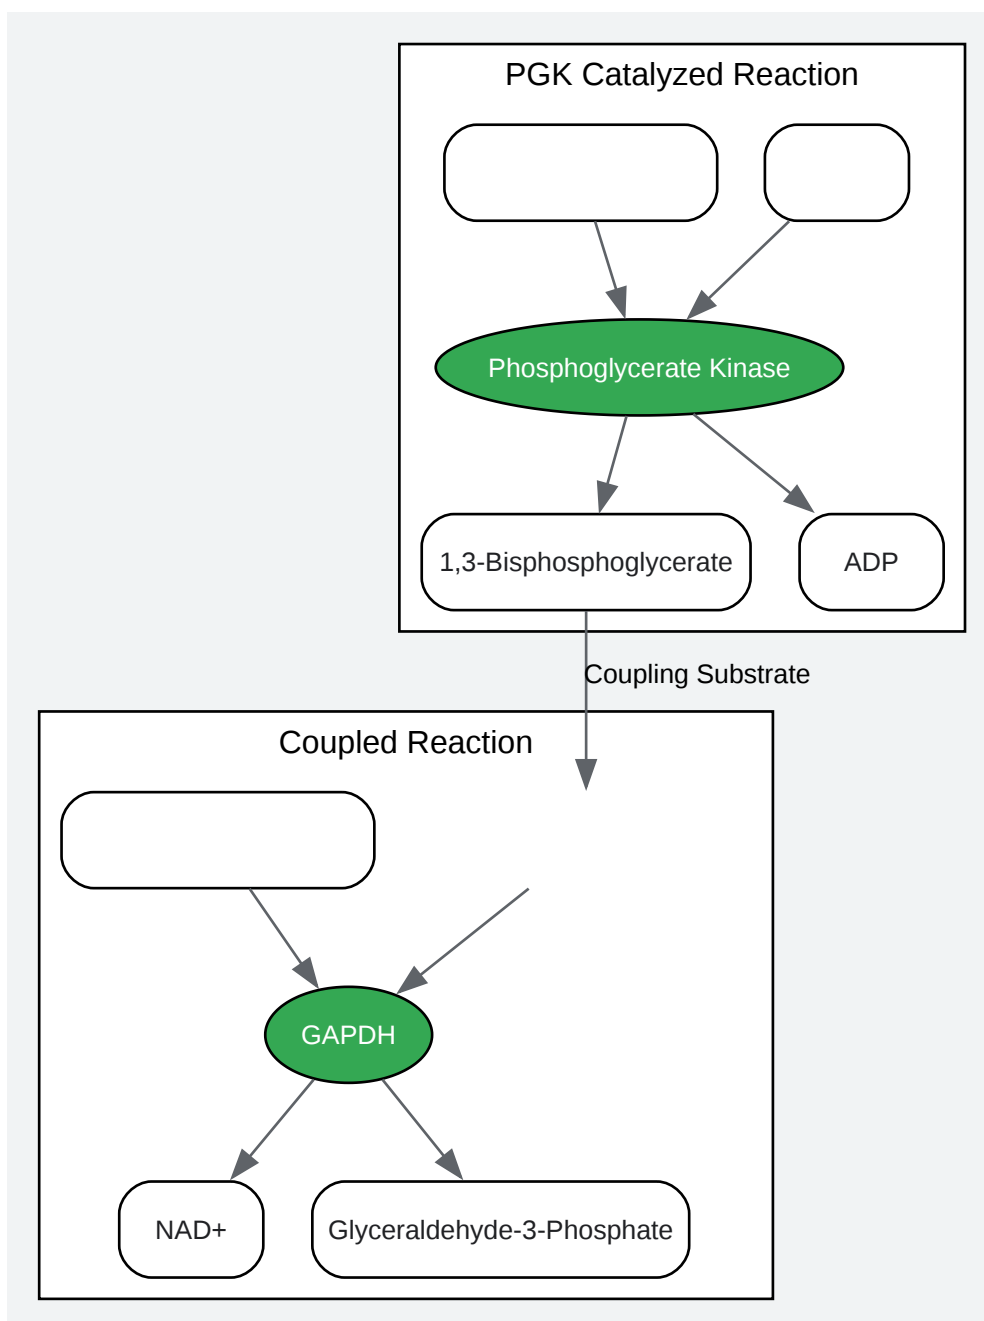 PGK Catalyzed Reaction
Phosphoglycerate Kinase
1,3-Bisphosphoglycerate
ADP
Coupling Substrate
Coupled Reaction
GAPDH
NAD+
Glyceraldehyde-3-Phosphate